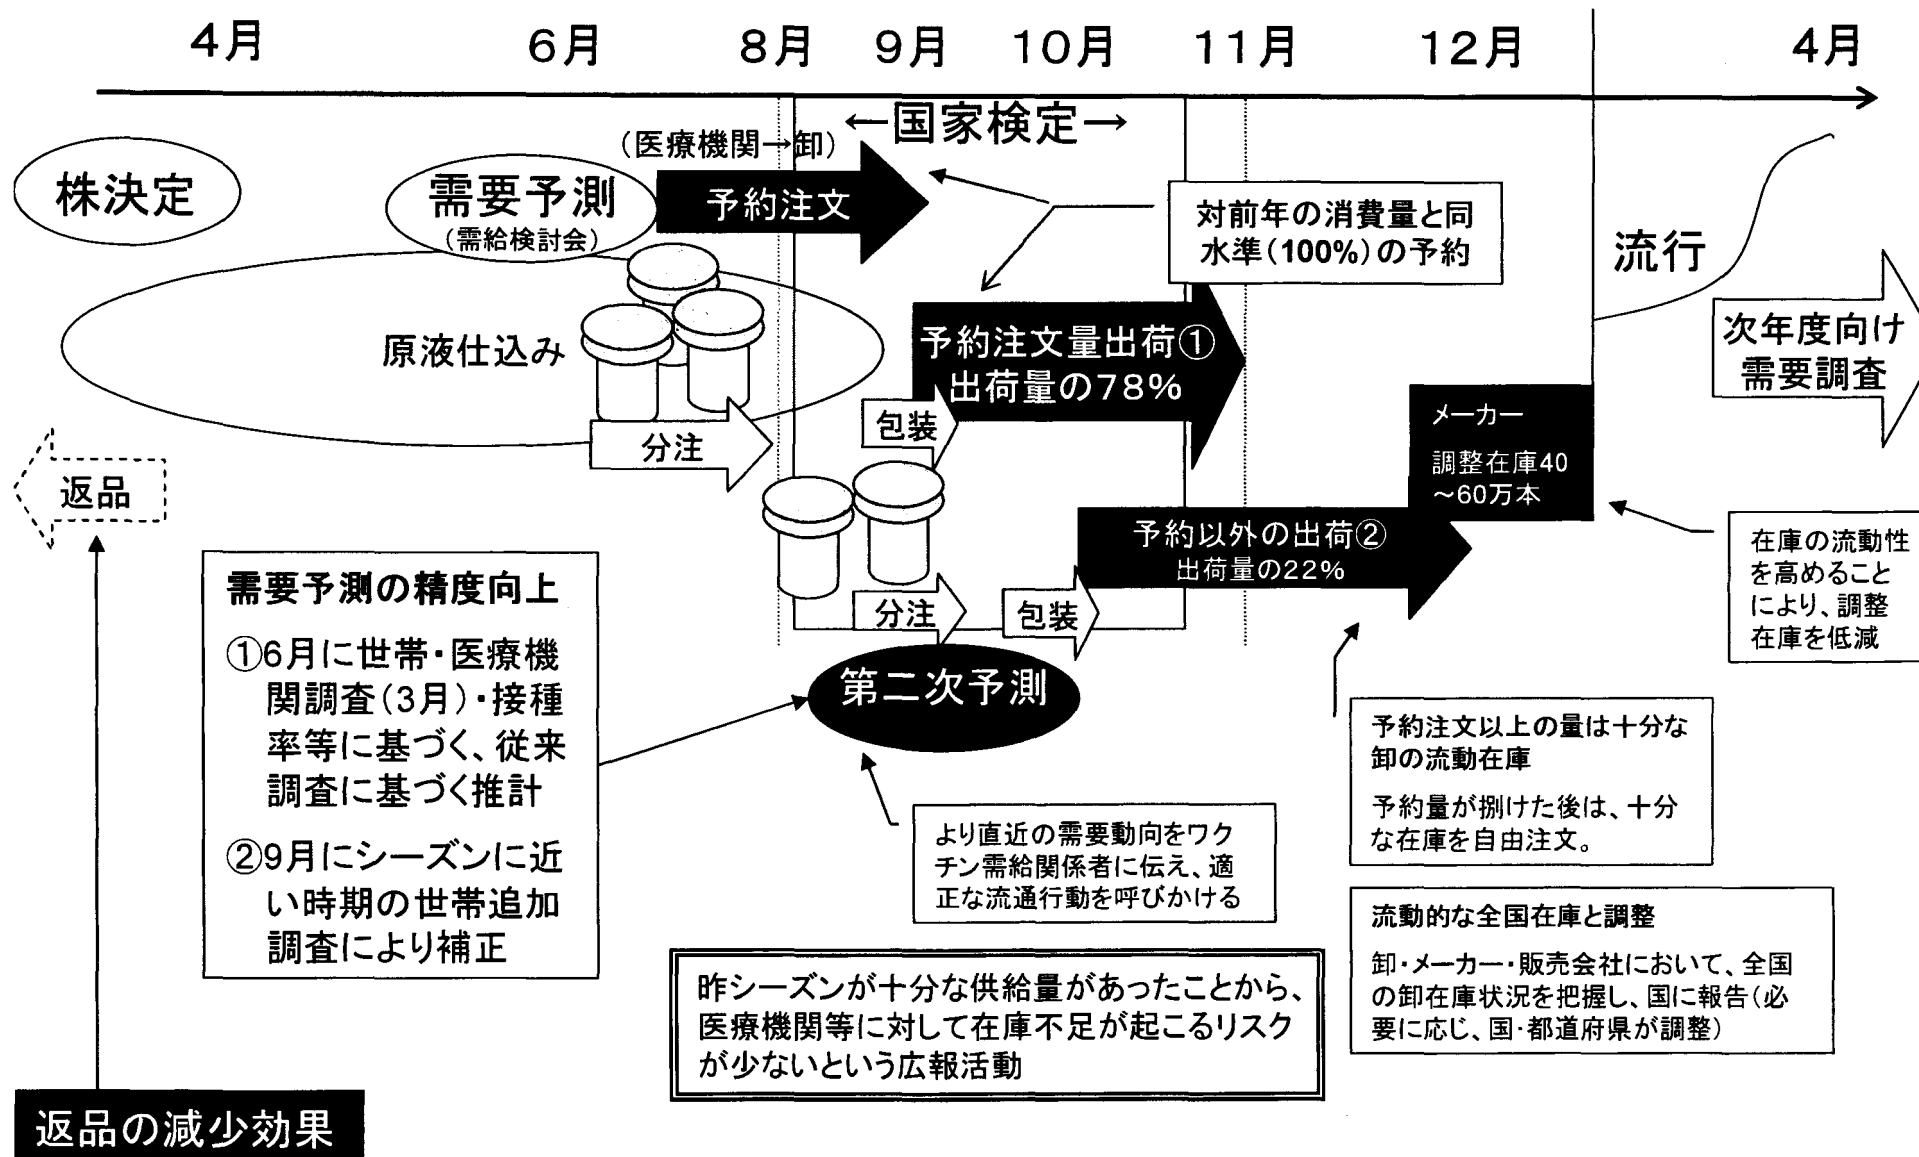 4月 6月 8月 9月 10月 11月 12月 4月
←国家検定→
(医療機関→卸)
株決定
需要予測
(需給検討会)
予約注文
対前年の消費量と同
水準(100%)の予約
流行
原液仕込み
予約注文量出荷①
出荷量の78%
次年度向け
需要調査
分注
包装
メーカー
調整在庫40
~60万本
返品
予約以外の出荷②
出荷量の22%
在庫の流動性
を高めること
により、調整
在庫を低減
分注
包装
需要予測の精度向上
①6月に世帯・医療機
関調査(3月)・接種
率等に基づく、従来
調査に基づく推計
②9月にシーズンに近
い時期の世帯追加
調査により補正
第二次予測
予約注文以上の量は十分な
卸の流動在庫
予約量が捌けた後は、十分
な在庫を自由注文。
より直近の需要動向をワク
チン需給関係者に伝え、適
正な流通行動を呼びかける
流動的な全国在庫と調整
卸・メーカー・販売会社において、全国
の卸在庫状況を把握し、国に報告(必
要に応じ、国・都道府県が調整)
昨シーズンが十分な供給量があったことから、
医療機関等に対して在庫不足が起こるリスク
が少ないという広報活動
返品の減少効果